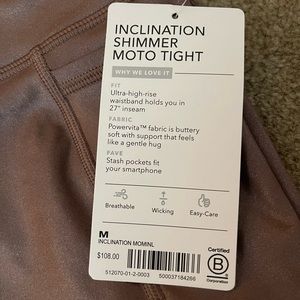 INCLINATION
SHIMMER
MOTO TIGHT
WHY WE LOVE IT
FIT
Ultra-high-rise
waistband holds you in
27" inseam
FABRIC
Powervita™ fabric is buttery
soft with support that feels
like a gentle hug
FAVE
Stash pockets fit
your smartphone
Breathable
Wicking
Easy-Care
M
INCLINATION MOMINL
$108.00
512070-01-2-0003
500037184266
Certified
B
Corporation